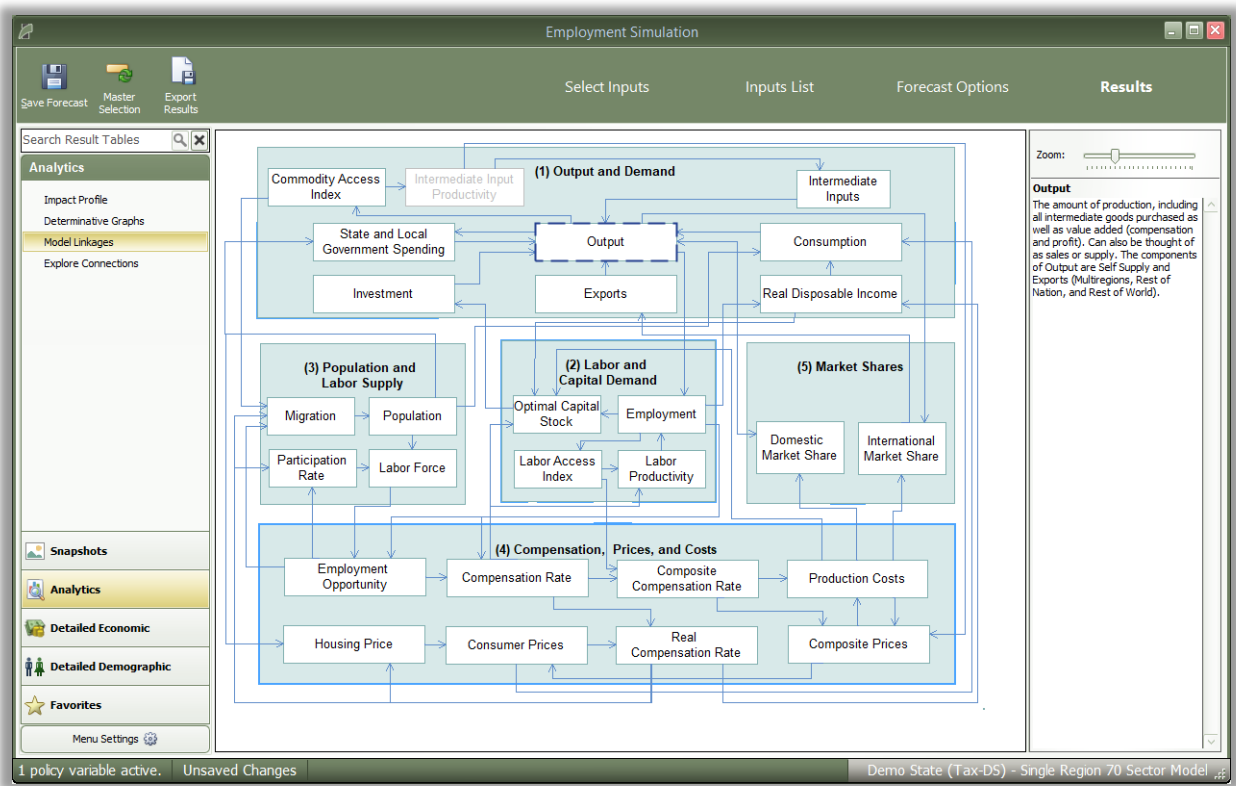 Employment Simulation
Save Forecast
Master
Selection
Export
Results
Select Inputs
Inputs List
Forecast Options
Results
Search Result Tables
Analytics
Impact Profile
Determinative Graphs
Model Linkages
Explore Connections
Snapshots
Analytics
Detailed Economic
Detailed Demographic
Favorites
Menu Settings
(1) Output and Demand
Commodity Access
Index
Intermediate Input
Productivity
Intermediate
Inputs
State and Local
Government Spending
Output
Consumption
Investment
Exports
Real Disposable Income
(3) Population and
Labor Supply
Migration
Population
Participation
Rate
Labor Force
(2) Labor and
Capital Demand
Optimal Capital
Stock
Employment
Labor Access
Index
Labor
Productivity
(5) Market Shares
Domestic
Market Share
International
Market Share
(4) Compensation, Prices, and Costs
Employment
Opportunity
Compensation Rate
Composite
Compensation Rate
Production Costs
Housing Price
Consumer Prices
Real
Compensation Rate
Composite Prices
Zoom:
Output
The amount of production, including
all intermediate goods purchased as
well as value added (compensation
and profit). Can also be thought of
as sales or supply. The components
of Output are Self Supply and
Exports (Multiregions, Rest of
Nation, and Rest of World).
1 policy variable active.
Unsaved Changes
Demo State (Tax-DS) - Single Region 70 Sector Model